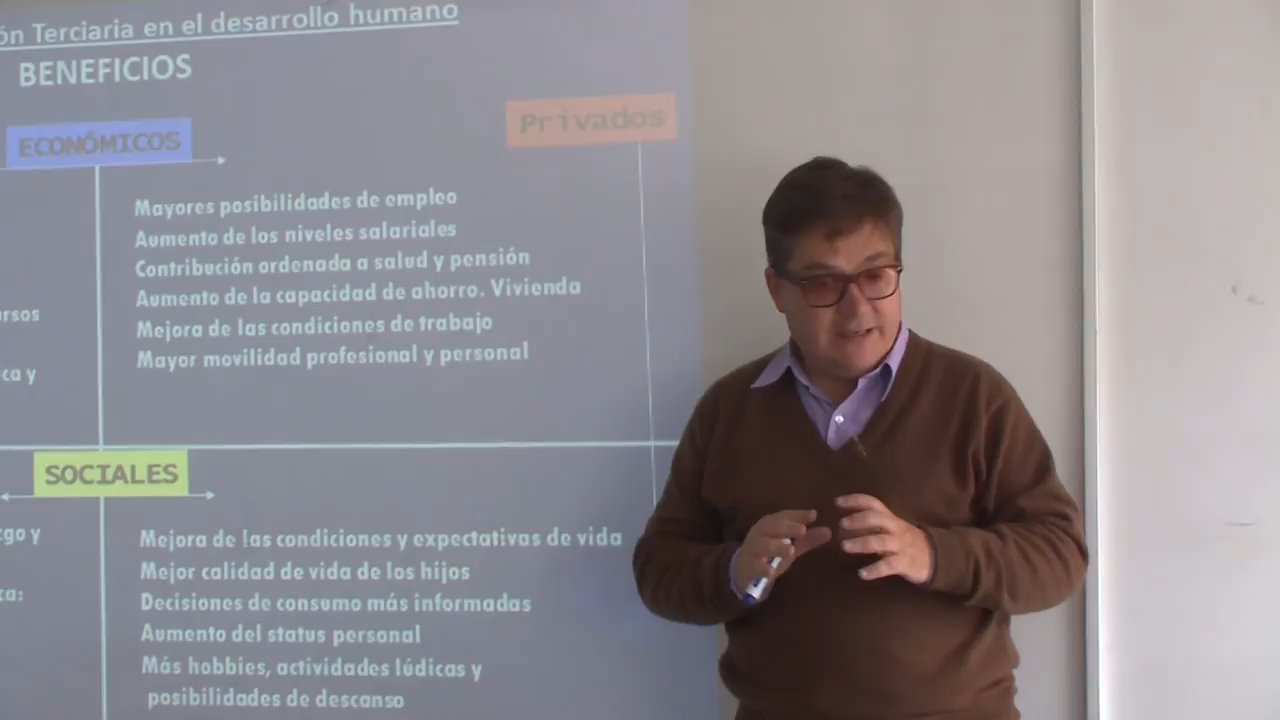 ón Terciaria en el desarrollo humano
BENEFICIOS
ECONÓMICOS
Privados
Mayores posibilidades de empleo
Aumento de los niveles salariales
Contribución ordenada a salud y pensión
Aumento de la capacidad de ahorro. Vivienda
Mejora de las condiciones de trabajo
Mayor movilidad profesional y personal
ursos
ca y
SOCIALES
Mejora de las condiciones y expectativas de vida
Mejor calidad de vida de los hijos
Decisiones de consumo más informadas
Aumento del status personal
Más hobbies, actividades lúdicas y
posibilidades de descanso
zgo y
ca: